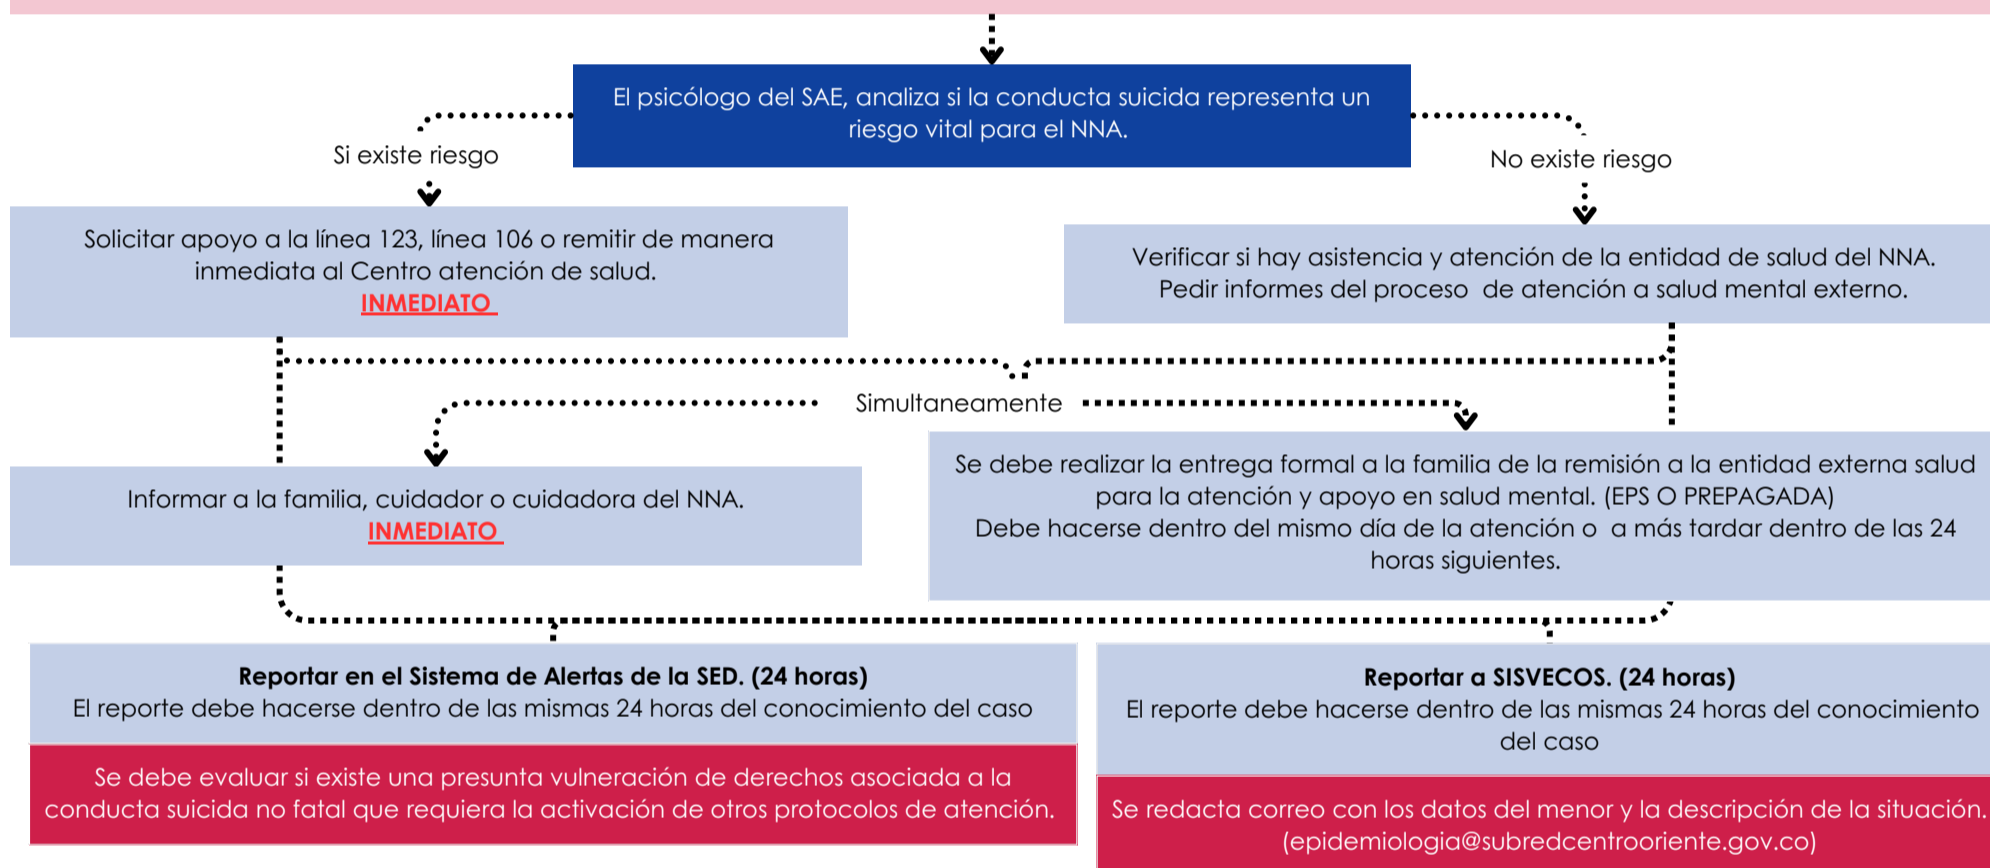 El psicólogo del SAE, analiza si la conducta suicida representa un
riesgo vital para el NNA.
Si existe riesgo
No existe riesgo
Solicitar apoyo a la línea 123, línea 106 o remitir de manera
inmediata al Centro atención de salud.
INMEDIATO
Verificar si hay asistencia y atención de la entidad de salud del NNA.
Pedir informes del proceso de atención a salud mental externo.
Simultaneamente
Informar a la familia, cuidador o cuidadora del NNA.
INMEDIATO
Se debe realizar la entrega formal a la familia de la remisión a la entidad externa salud
para la atención y apoyo en salud mental. (EPS O PREPAGADA)
Debe hacerse dentro del mismo día de la atención o a más tardar dentro de las 24
horas siguientes.
Reportar en el Sistema de Alertas de la SED. (24 horas)
El reporte debe hacerse dentro de las mismas 24 horas del conocimiento del caso
Se debe evaluar si existe una presunta vulneración de derechos asociada a la
conducta suicida no fatal que requiera la activación de otros protocolos de atención.
Reportar a SISVECOS. (24 horas)
El reporte debe hacerse dentro de las mismas 24 horas del conocimiento
del caso
Se redacta correo con los datos del menor y la descripción de la situación.
(epidemiologia@subredcentrooriente.gov.co)